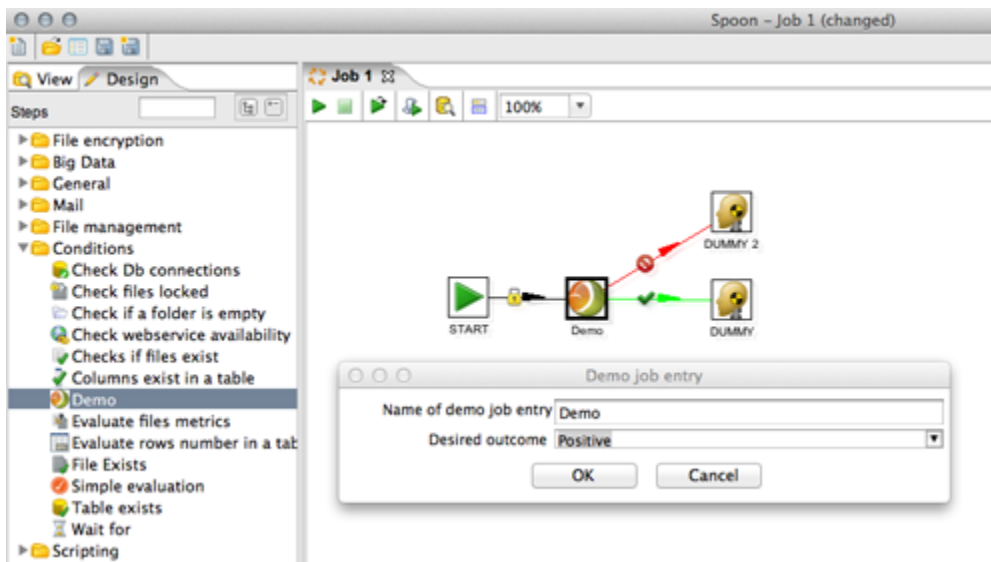 Spoon – Job 1 (changed)
View Design
Job 1
Steps
100%
File encryption
Big Data
General
Mail
File management
Conditions
Check Db connections
Check files locked
Check if a folder is empty
Check webservice availability
Checks if files exist
Columns exist in a table
Demo
Evaluate files metrics
Evaluate rows number in a tab
File Exists
Simple evaluation
Table exists
Wait for
Scripting
DUMMY 2
START
Demo
DUMMY
Demo job entry
Name of demo job entry Demo
Desired outcome Positive
OK Cancel